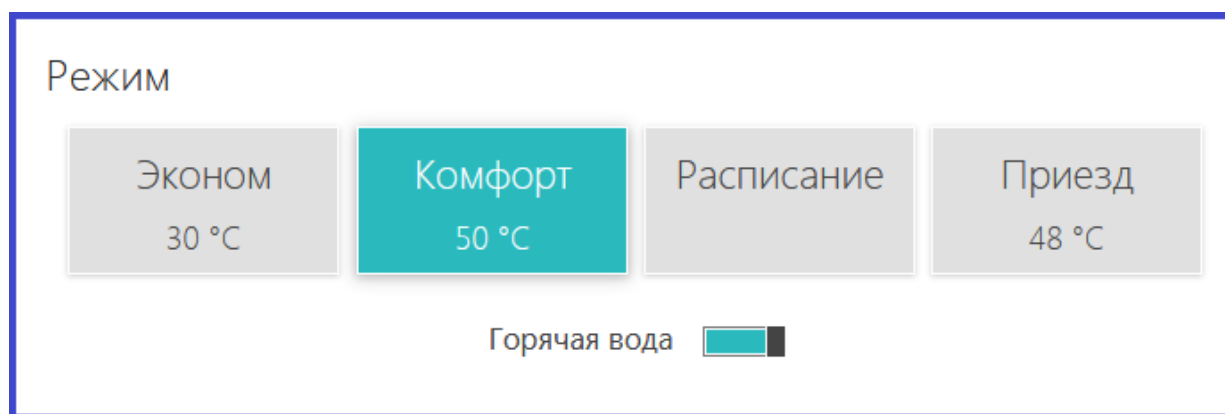 Режим
Эконом Комфорт Расписание Приезд
30 °C 50 °C 48 °C
Горячая вода